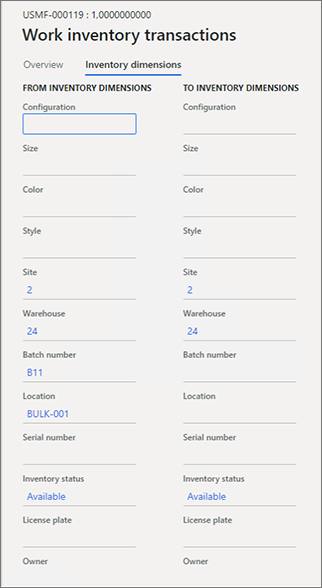 USMF-000119 : 1,0000000000
Work inventory transactions
Overview Inventory dimensions
FROM INVENTORY DIMENSIONS TO INVENTORY DIMENSIONS
Configuration Configuration
Size Size
Color Color
Style Style
Site Site
2 2
Warehouse Warehouse
24 24
Batch number Batch number
B11
Location Location
BULK-001
Serial number Serial number
Inventory status Inventory status
Available Available
License plate License plate
Owner Owner